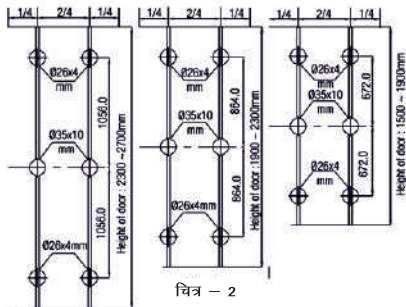 1/4 2/4 1/4
Ø26x4
mm
Ø35x10
mm
Ø26x4mm
1056.0
1056.0
Height of door : 2300 ~2700mm
1/4 2/4 1/4
Ø26x4
mm
Ø35x10
mm
Ø26x4mm
864.0
864.0
Height of door : 1900 ~ 2300mm
1/4 2/4 1/4
Ø26x4
mm
Ø35x10
mm
Ø26x4
mm
672.0
672.0
Height of door : 1500 ~ 1900mm
चित्र – 2